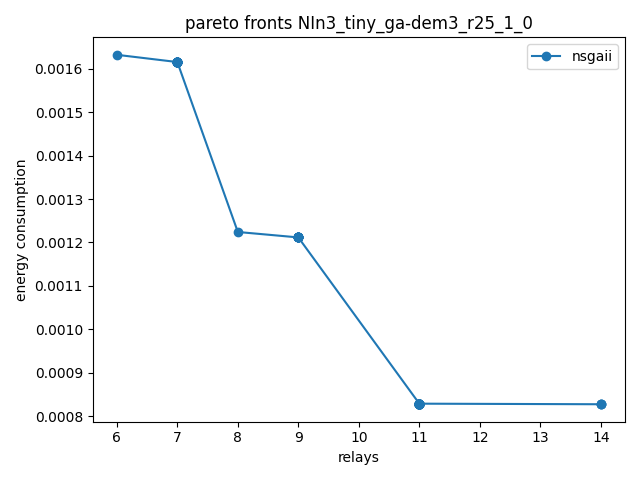 pareto fronts NIn3_tiny_ga-dem3_r25_1_0
nsgaii
energy consumption
0.0016
0.0015
0.0014
0.0013
0.0012
0.0011
0.0010
0.0009
0.0008
6 7 8 9 10 11 12 13 14
relays